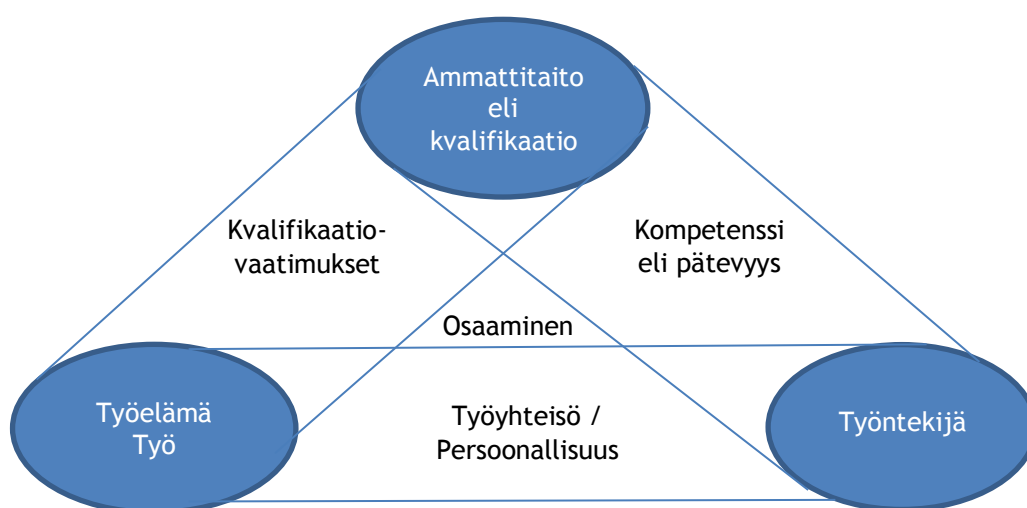 Ammattitaito
eli
kvalifikaatio
Kvalifikaatio-
vaatimukset
Kompetenssi
eli pätevyys
Osaaminen
Työelämä
Työ
Työyhteisö /
Persoonallisuus
Työntekijä